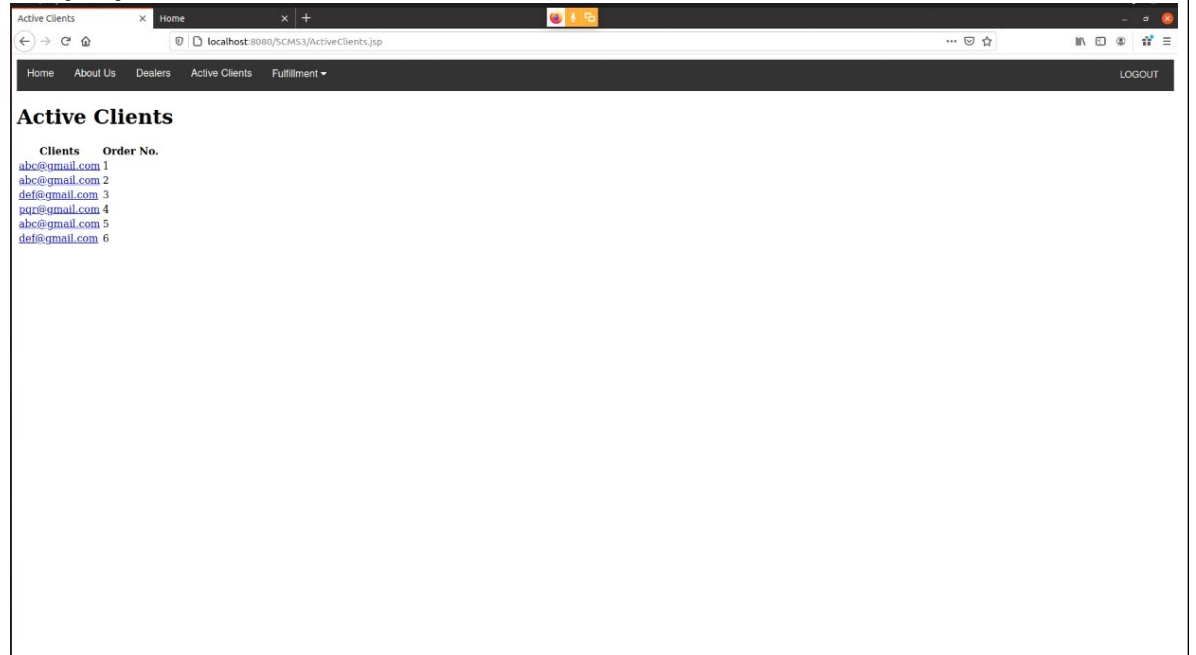 Active Clients Home
localhost:8080/SCMS3/ActiveClients.jsp
Home About Us Dealers Active Clients Fulfillment LOGOUT
Active Clients
Clients Order No.
abc@gmail.com 1
abc@gmail.com 2
def@gmail.com 3
pqr@gmail.com 4
abc@gmail.com 5
def@gmail.com 6